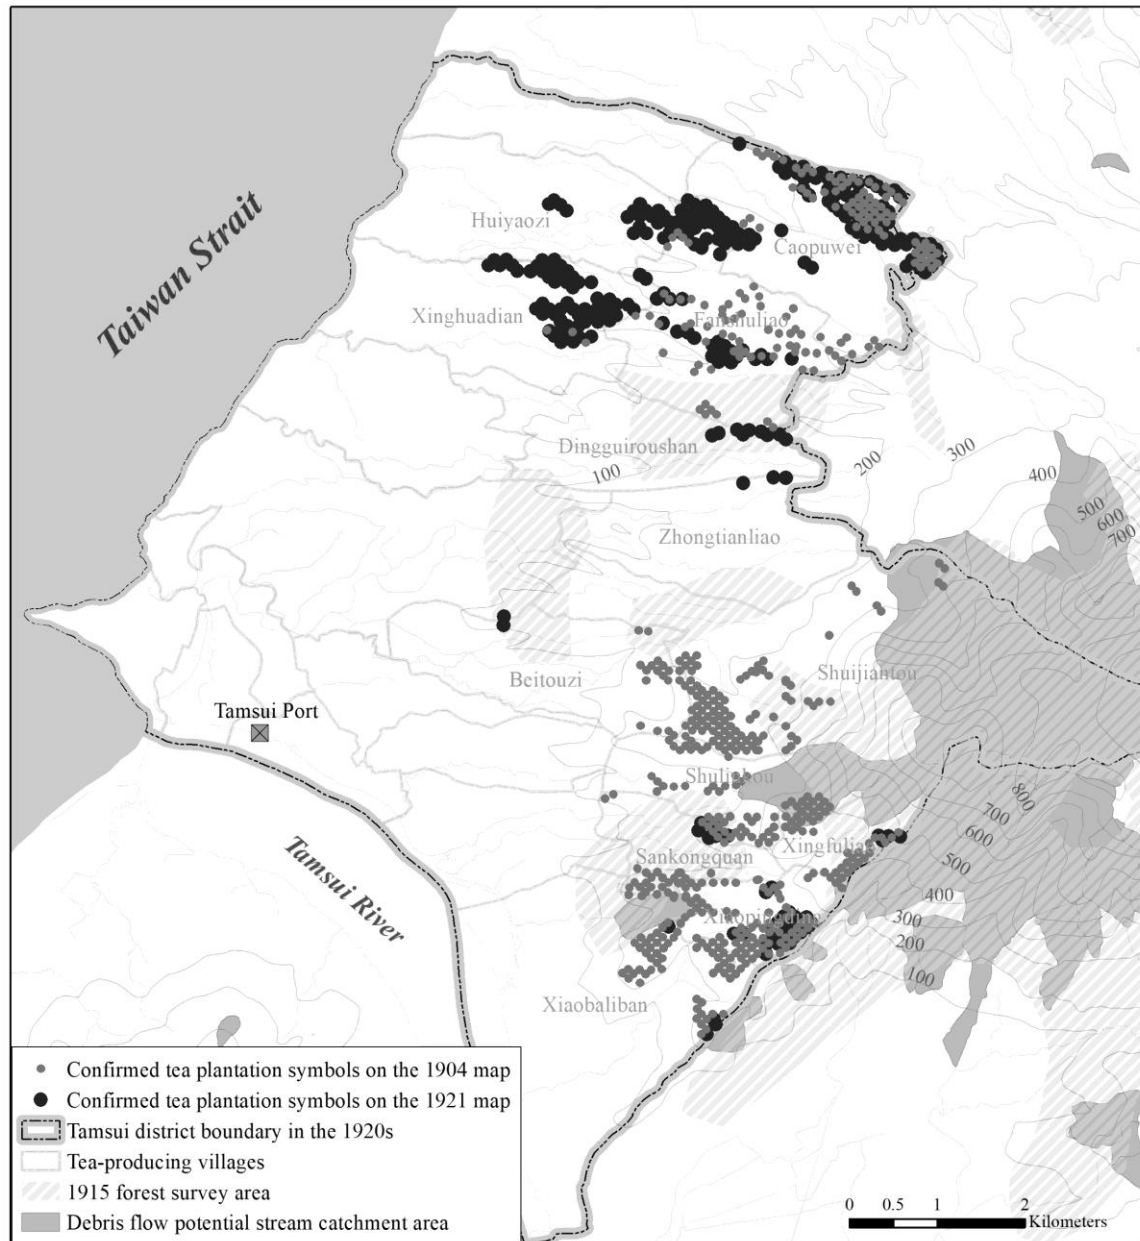 Taiwan Strait
Huiyaozi
Caopuwei
Xinghuadian
Fanshuliao
Dingguiroushan
100
200
300
400
500
600
700
Zhongtianliao
Beitouzi
Shuijiantou
Tamsui Port
Shulinkou
Tamsui River
Sankongquan
Xingfuliao
800
700
600
500
400
300
200
100
Xiaopingding
Xiaobaliban
Confirmed tea plantation symbols on the 1904 map
Confirmed tea plantation symbols on the 1921 map
Tamsui district boundary in the 1920s
Tea-producing villages
1915 forest survey area
Debris flow potential stream catchment area
0 0.5 1 2
Kilometers